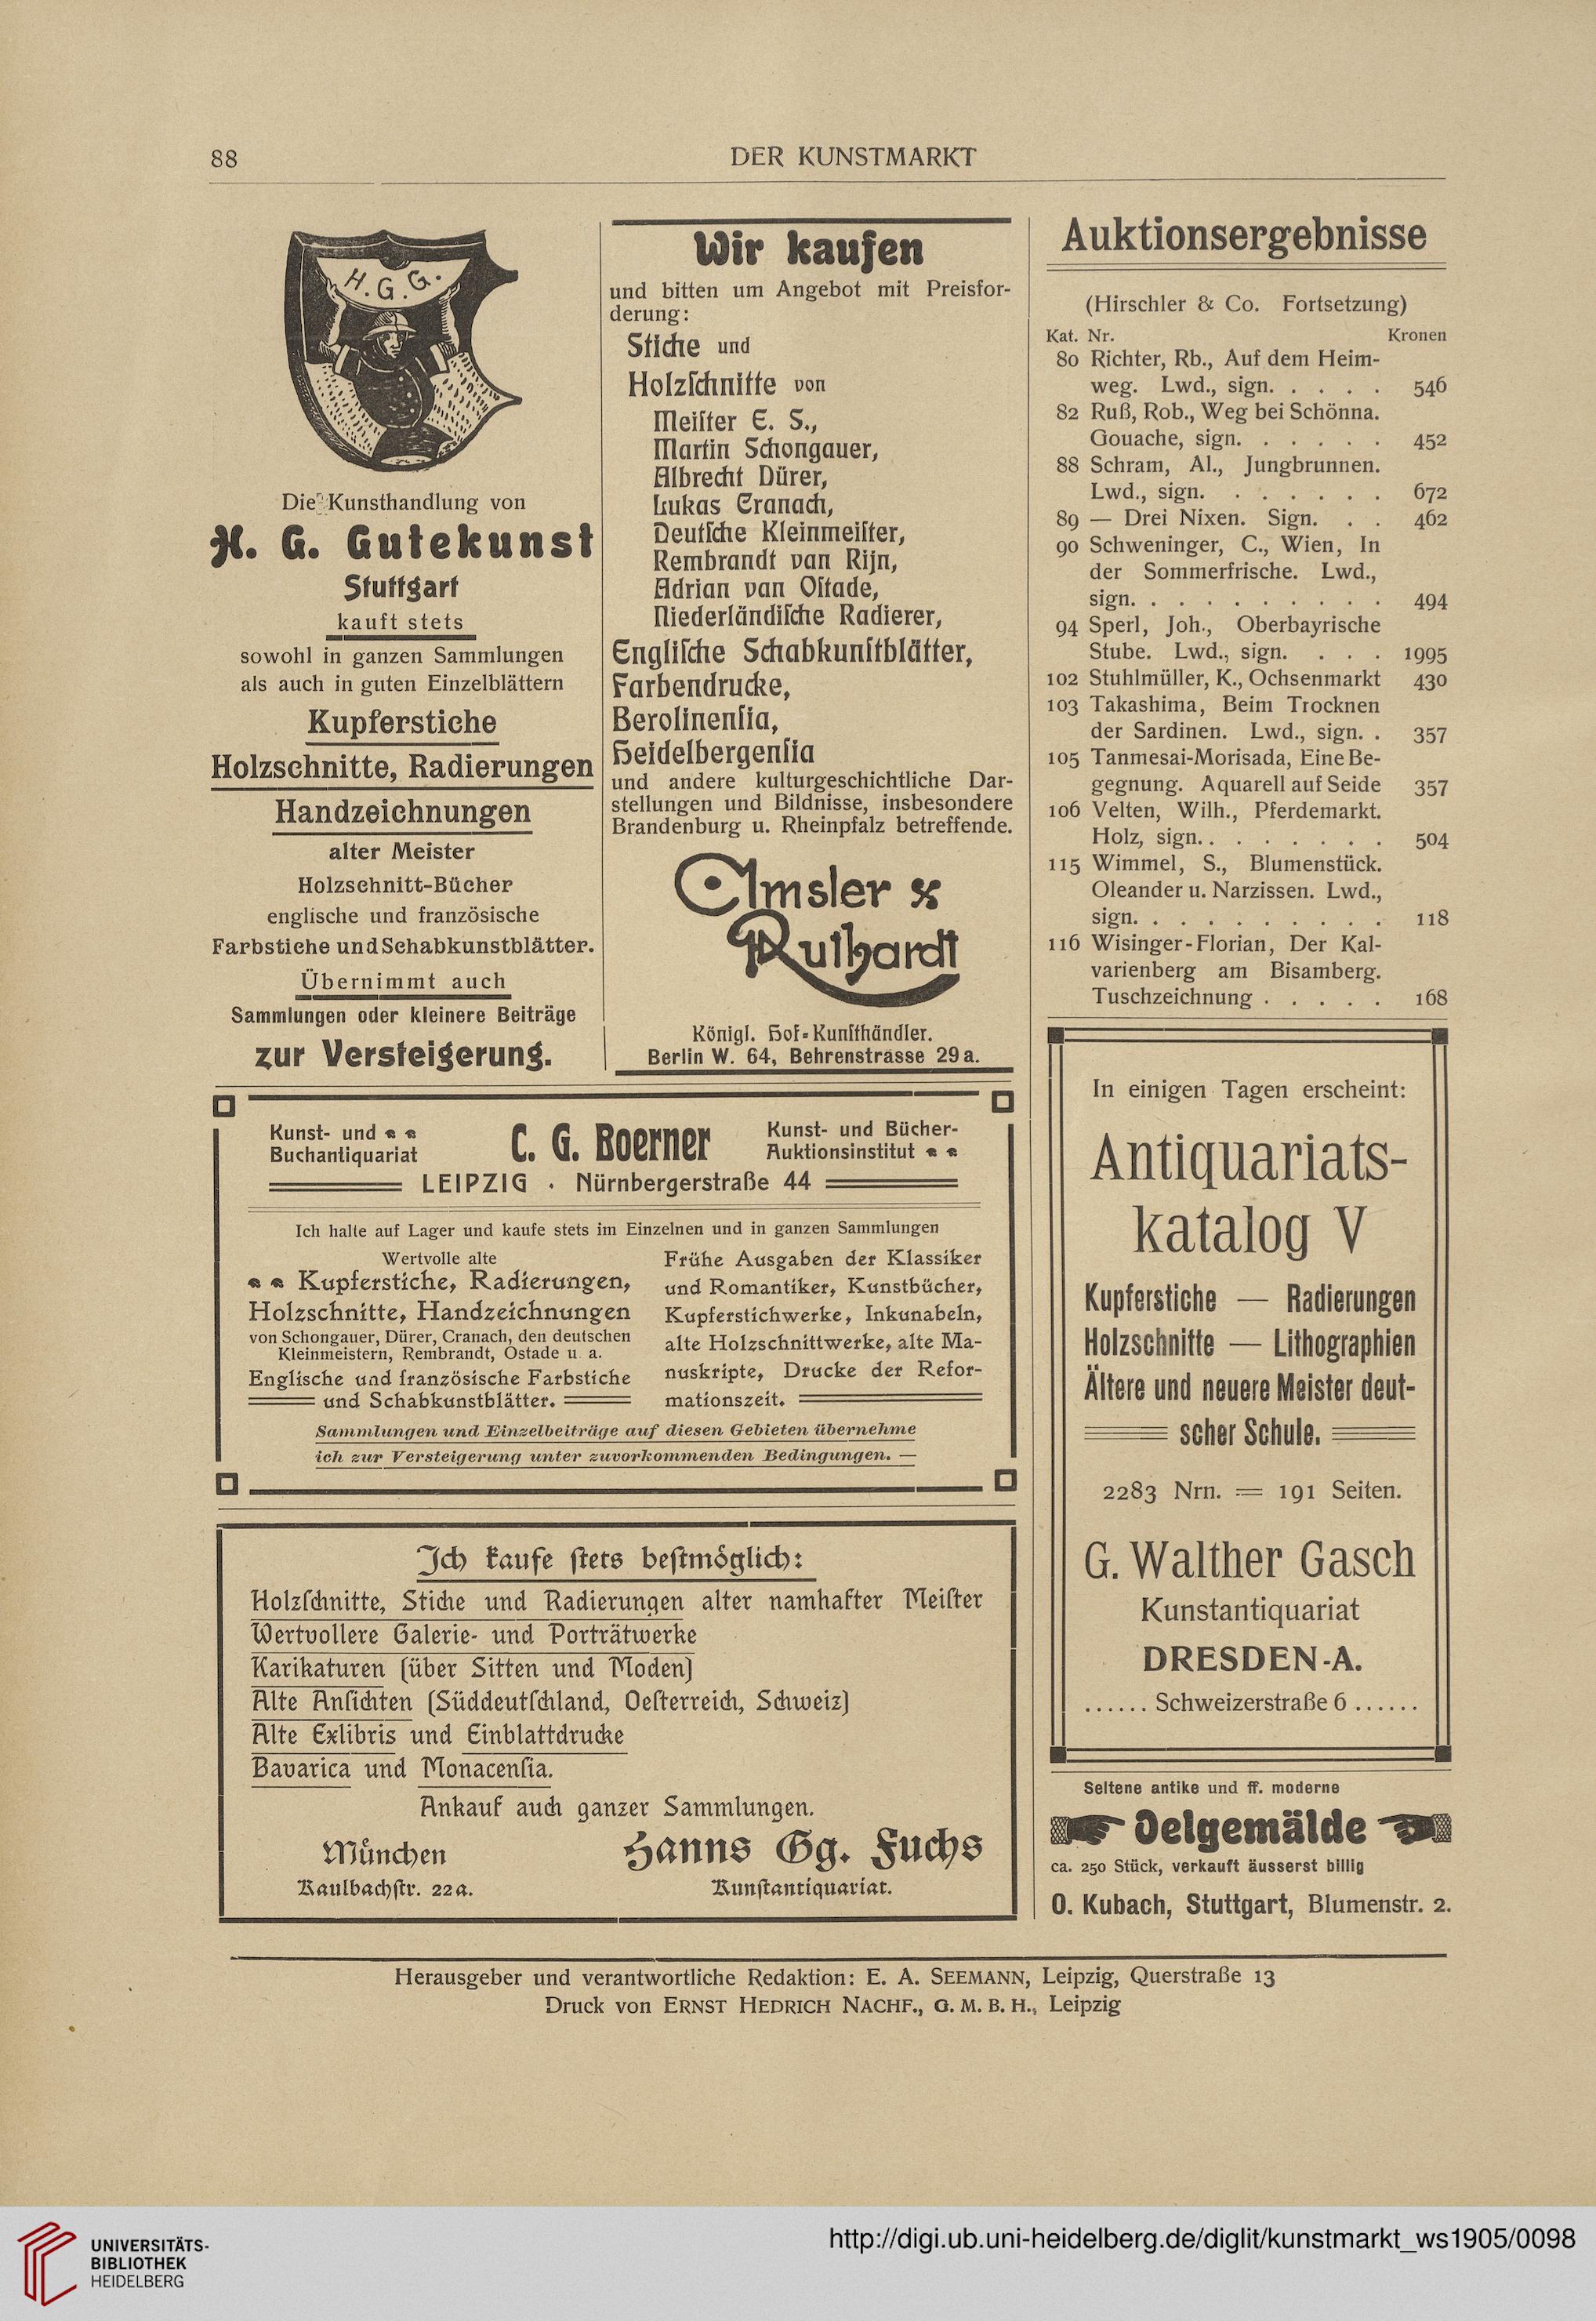 88
DER KUNSTMARKT
H. G. G.
Die Kunsthandlung von
H. G. Gutekunst
Stuttgart
kauft stets
sowohl in ganzen Sammlungen
als auch in guten Einzelblättern
Kupferstiche
Holzschnitte, Radierungen
Handzeichnungen
alter Meister
Holzschnitt-Bücher
englische und französische
Farbstiche und Schabkunstblätter.
Übernimmt auch
Sammlungen oder kleinere Beiträge
zur Versteigerung.
Wir kaufen
und bitten um Angebot mit Preisfor-
derung:
Stiche und
Holzſchnitte von
Meiſter E. S.,
Martin Schongauer,
Albrecht Dürer,
Lukas Cranach,
Deutſche Kleinmeiſter,
Rembrandt van Rijn,
Adrian van Oſtade,
Niederländiſche Radierer,
Engliſche Schabkunſtblätter,
Farbendrucke,
Berolinenſia,
Heidelbergenſia
und andere kulturgeschichtliche Dar-
stellungen und Bildnisse, insbesondere
Brandenburg u. Rheinpfalz betreffende.
Amsler &
Ruthardt
Königl. Hof-Kunſthändler.
Berlin W. 64, Behrenstrasse 29a.
Auktionsergebnisse
(Hirschler & Co. Fortsetzung)
Kat. Nr. Kronen
80 Richter, Rb., Auf dem Heim-
weg. Lwd., sign. . . . . 546
82 Ruß, Rob., Weg bei Schönna.
Gouache, sign. . . . . . 452
88 Schram, Al., Jungbrunnen.
Lwd., sign. . . . . . . 672
89 — Drei Nixen. Sign. . . 462
90 Schweninger, C., Wien, In
der Sommerfrische. Lwd.,
sign. . . . . . . . . . 494
94 Sperl, Joh., Oberbayrische
Stube. Lwd., sign. . . . 1995
102 Stuhlmüller, K., Ochsenmarkt 430
103 Takashima, Beim Trocknen
der Sardinen. Lwd., sign. . 357
105 Tanmesai-Morisada, Eine Be-
gegnung. Aquarell auf Seide 357
106 Velten, Wilh., Pferdemarkt.
Holz, sign. . . . . . . . 504
115 Wimmel, S., Blumenstück.
Oleander u. Narzissen. Lwd.,
sign. . . . . . . . . . 118
116 Wisinger-Florian, Der Kal-
varienberg am Bisamberg.
Tuschzeichnung . . . . . 168
Kunst- und
Buchantiquariat
C. G. Boerner
Kunst- und Bücher-
Auktionsinstitut
LEIPZIG . Nürnbergerstraße 44
Ich halte auf Lager und kaufe stets im Einzelnen und in ganzen Sammlungen
Wertvolle alte
Kupferstiche, Radierungen,
Holzschnitte, Handzeichnungen
von Schongauer, Dürer, Cranach, den deutschen
Kleinmeistern, Rembrandt, Ostade u. a.
Englische und französische Farbstiche
und Schabkunstblätter.
Frühe Ausgaben der Klassiker
und Romantiker, Kunstbücher,
Kupferstichwerke, Inkunabeln,
alte Holzschnittwerke, alte Ma-
nuskripte, Drucke der Refor-
mationszeit.
Sammlungen und Einzelbeiträge auf diesen Gebieten übernehme
ich zur Versteigerung unter zuvorkommenden Bedingungen. —
Ich kaufe ſtets beſtmöglich:
Holzſchnitte, Stiche und Radierungen alter namhafter Meiſter
Wertvollere Galerie- und Porträtwerke
Karikaturen (über Sitten und Moden)
Alte Anſichten (Süddeutſchland, Oeſterreich, Schweiz)
Alte Exlibris und Einblattdrucke
Bavarica und Monacenſia.
Ankauf auch ganzer Sammlungen.
München
Kaulbachſtr. 22a.
Hanns Gg. Fuchs
Kunſtantiquariat.
In einigen Tagen erscheint:
Antiquariats-
katalog V
Kupferstiche — Radierungen
Holzschnitte — Lithographien
Ältere und neuere Meister deut-
scher Schule.
2283 Nrn. = 191 Seiten.
G. Walther Gasch
Kunstantiquariat
DRESDEN-A.
...... Schweizerstraße 6 ......
Seltene antike und ff. moderne
Oelgemälde
ca. 250 Stück, verkauft äusserst billig
O. Kubach, Stuttgart, Blumenstr. 2.
Herausgeber und verantwortliche Redaktion: E. A. SEEMANN, Leipzig, Querstraße 13
Druck von ERNST HEDRICH NACHF., G. M. B. H., Leipzig
UNIVERSITÄTS-
BIBLIOTHEK
HEIDELBERG
http://digi.ub.uni-heidelberg.de/diglit/kunstmarkt_ws1905/0098